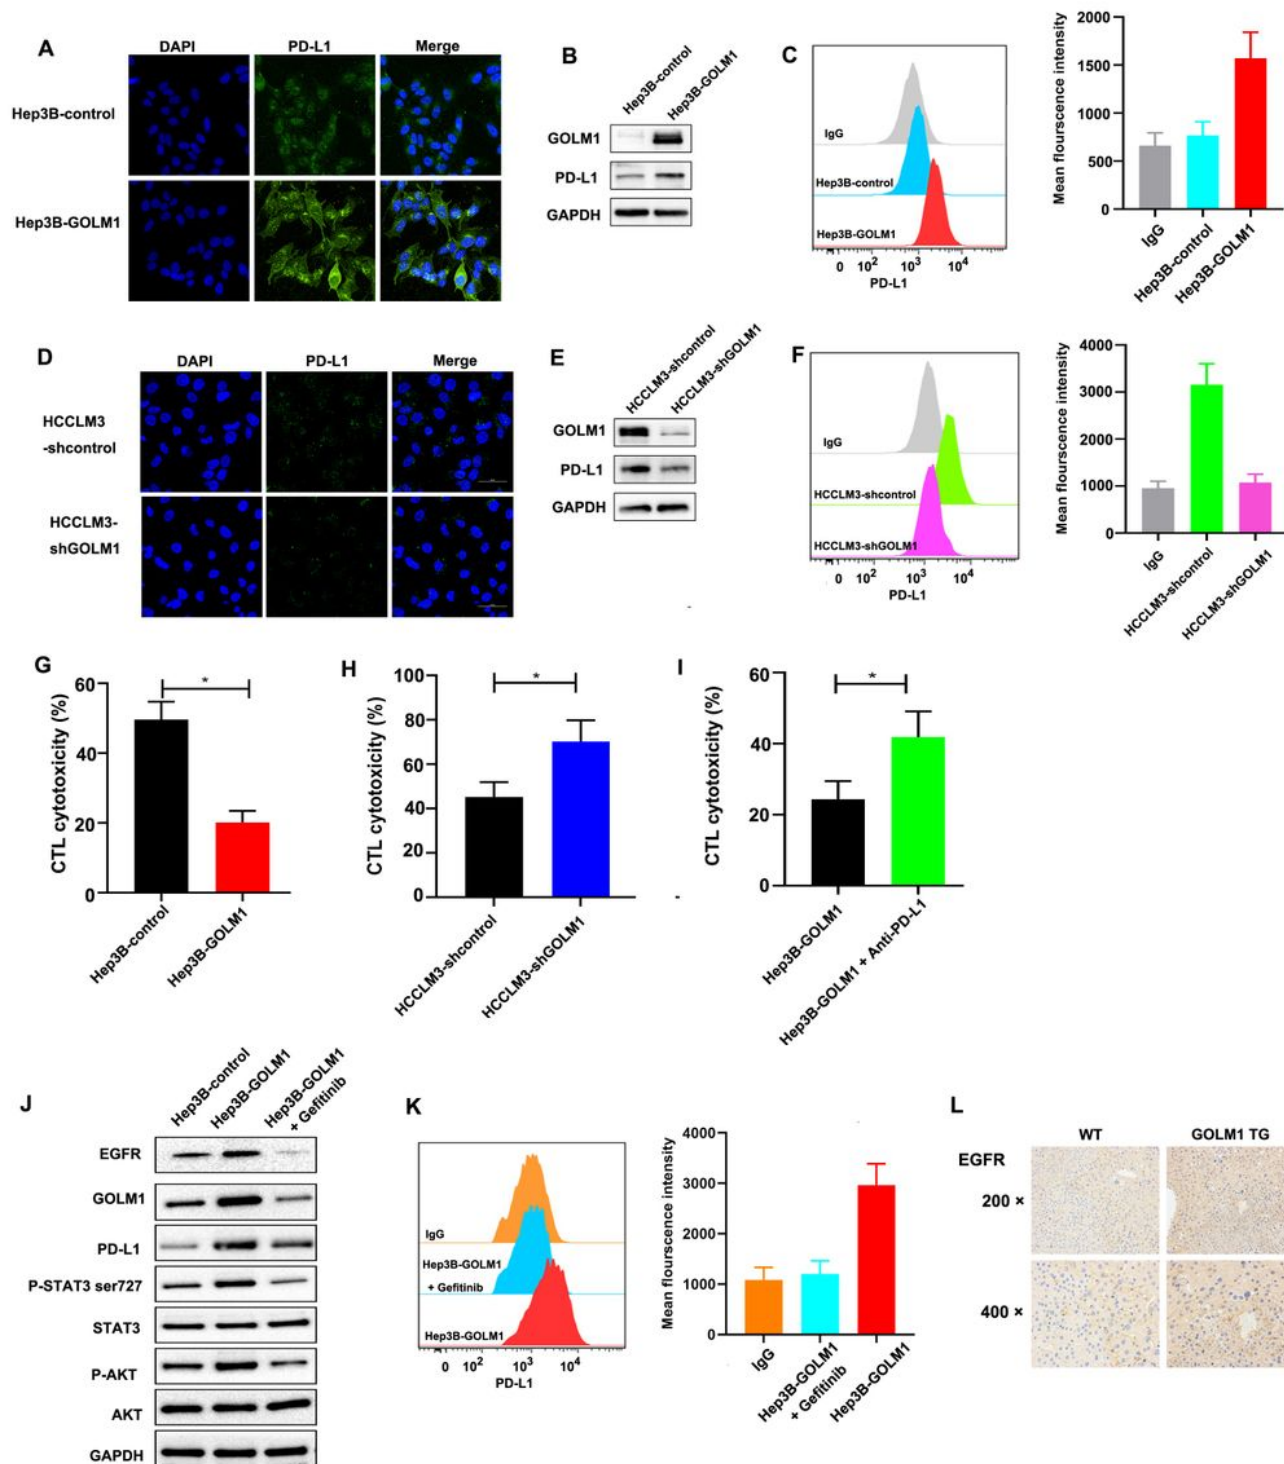 A
DAPI
PD-L1
Merge
Hep3B-control
Hep3B-GOLM1
B
Hep3B-control
Hep3B-GOLM1
GOLM1
PD-L1
GAPDH
C
IgG
Hep3B-control
Hep3B-GOLM1
0 10² 10³ 10⁴
PD-L1
Mean flourscence intensity
2000
1500
1000
500
0
IgG
Hep3B-control
Hep3B-GOLM1
D
DAPI
PD-L1
Merge
HCCLM3
-shcontrol
HCCLM3-
shGOLM1
E
HCCLM3-shcontrol
HCCLM3-shGOLM1
GOLM1
PD-L1
GAPDH
F
IgG
HCCLM3-shcontrol
HCCLM3-shGOLM1
0 10² 10³ 10⁴
PD-L1
Mean flourscence intensity
4000
3000
2000
1000
0
IgG
HCCLM3-shcontrol
HCCLM3-shGOLM1
G
CTL cytotoxicity (%)
60
40
20
0
*
Hep3B-control
Hep3B-GOLM1
H
CTL cytotoxicity (%)
100
80
60
40
20
0
*
HCCLM3-shcontrol
HCCLM3-shGOLM1
I
CTL cytotoxicity (%)
60
40
20
0
*
Hep3B-GOLM1
Hep3B-GOLM1 + Anti-PD-L1
J
Hep3B-control
Hep3B-GOLM1
Hep3B-GOLM1
+ Gefitinib
EGFR
GOLM1
PD-L1
P-STAT3 ser727
STAT3
P-AKT
AKT
GAPDH
K
IgG
Hep3B-GOLM1
+ Gefitinib
Hep3B-GOLM1
0 10² 10³ 10⁴
PD-L1
Mean flourscence intensity
4000
3000
2000
1000
0
IgG
Hep3B-GOLM1
+ Gefitinib
Hep3B-GOLM1
L
WT
GOLM1 TG
EGFR
200 ×
400 ×